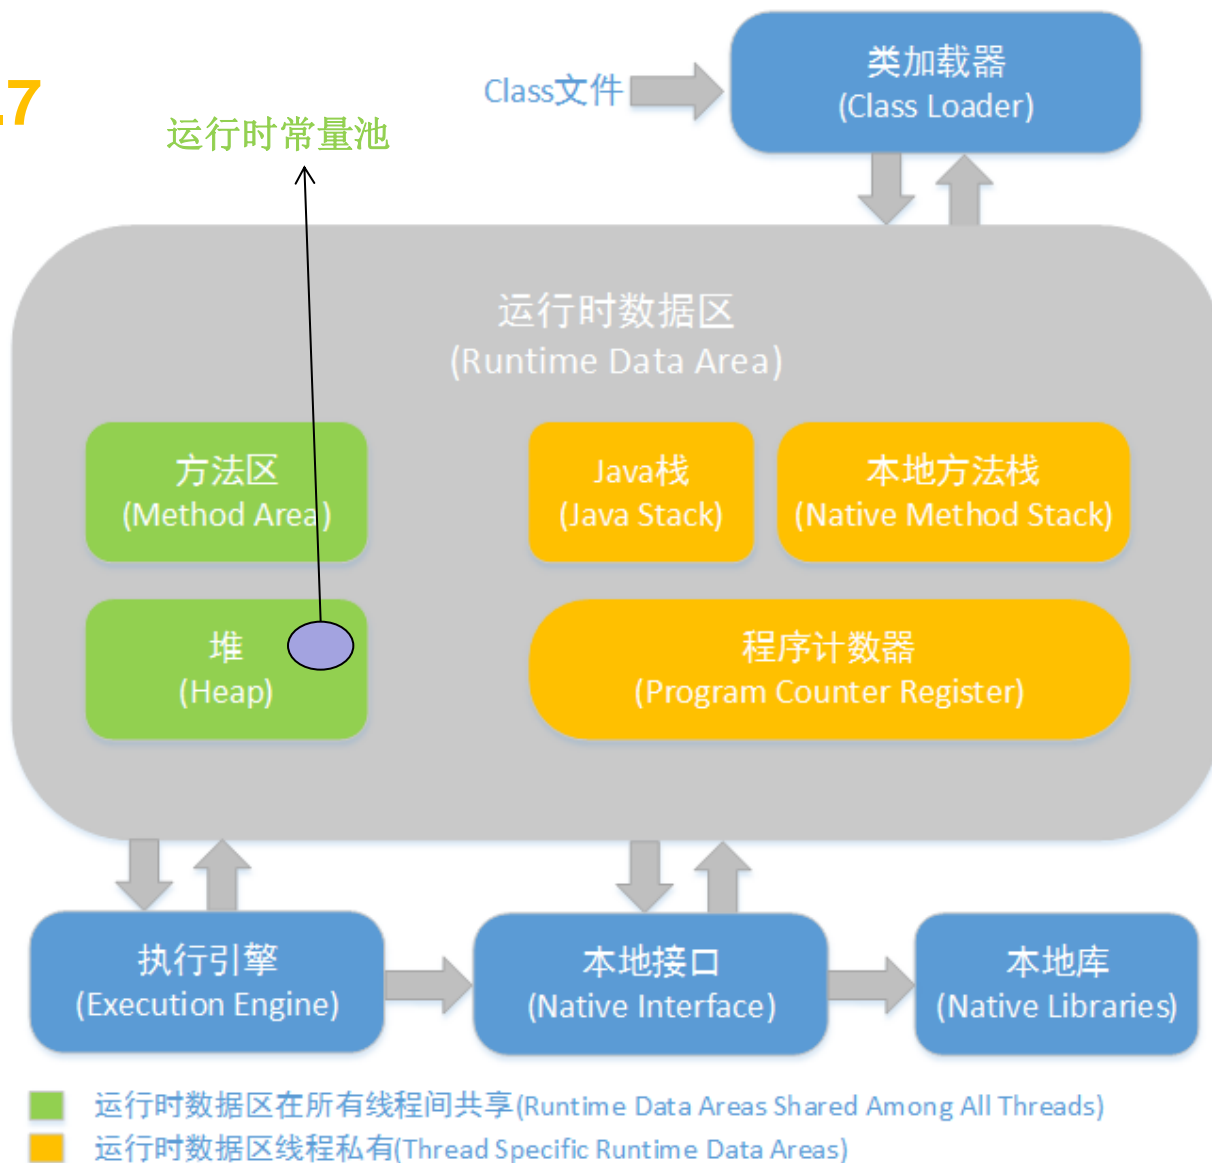 .7
运行时常量池
Class文件
类加载器
(Class Loader)
运行时数据区
(Runtime Data Area)
方法区
(Method Area)
Java栈
(Java Stack)
本地方法栈
(Native Method Stack)
堆
(Heap)
程序计数器
(Program Counter Register)
执行引擎
(Execution Engine)
本地接口
(Native Interface)
本地库
(Native Libraries)
运行时数据区在所有线程间共享(Runtime Data Areas Shared Among All Threads)
运行时数据区线程私有(Thread Specific Runtime Data Areas)